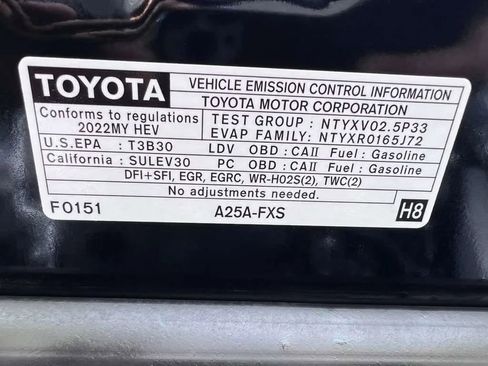 TOYOTA
VEHICLE EMISSION CONTROL INFORMATION
TOYOTA MOTOR CORPORATION
Conforms to regulations
2022MY HEV
TEST GROUP : NTYXV02.5P33
EVAP FAMILY: NTYXR0165J72
U.S.EPA : T3B30 LDV OBD : CAII Fuel : Gasoline
California : SULEV30 PC OBD : CAII Fuel : Gasoline
DFI+SFI, EGR, EGRC, WR-HO2S(2), TWC(2)
No adjustments needed.
F0151 A25A-FXS H8